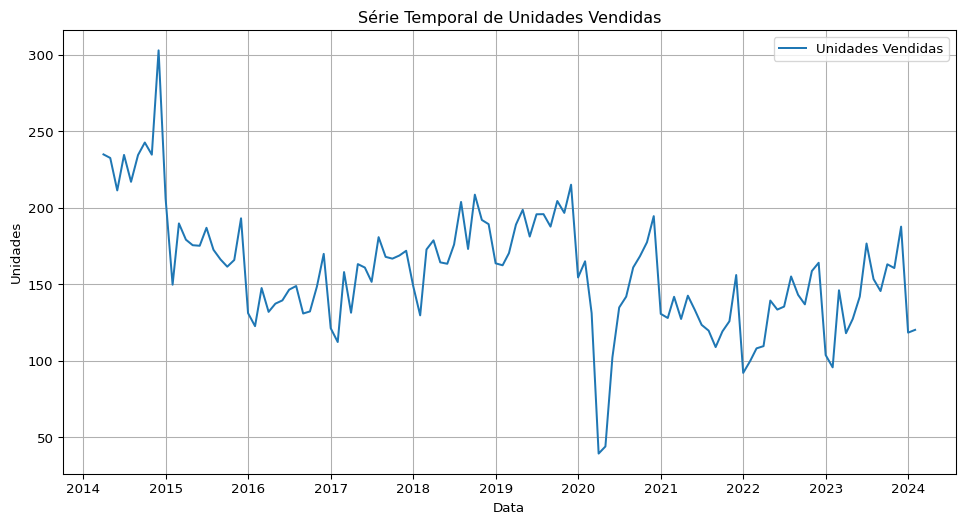 Série Temporal de Unidades Vendidas
Unidades Vendidas
300
250
200
150
100
50
Unidades
2014 2015 2016 2017 2018 2019 2020 2021 2022 2023 2024
Data